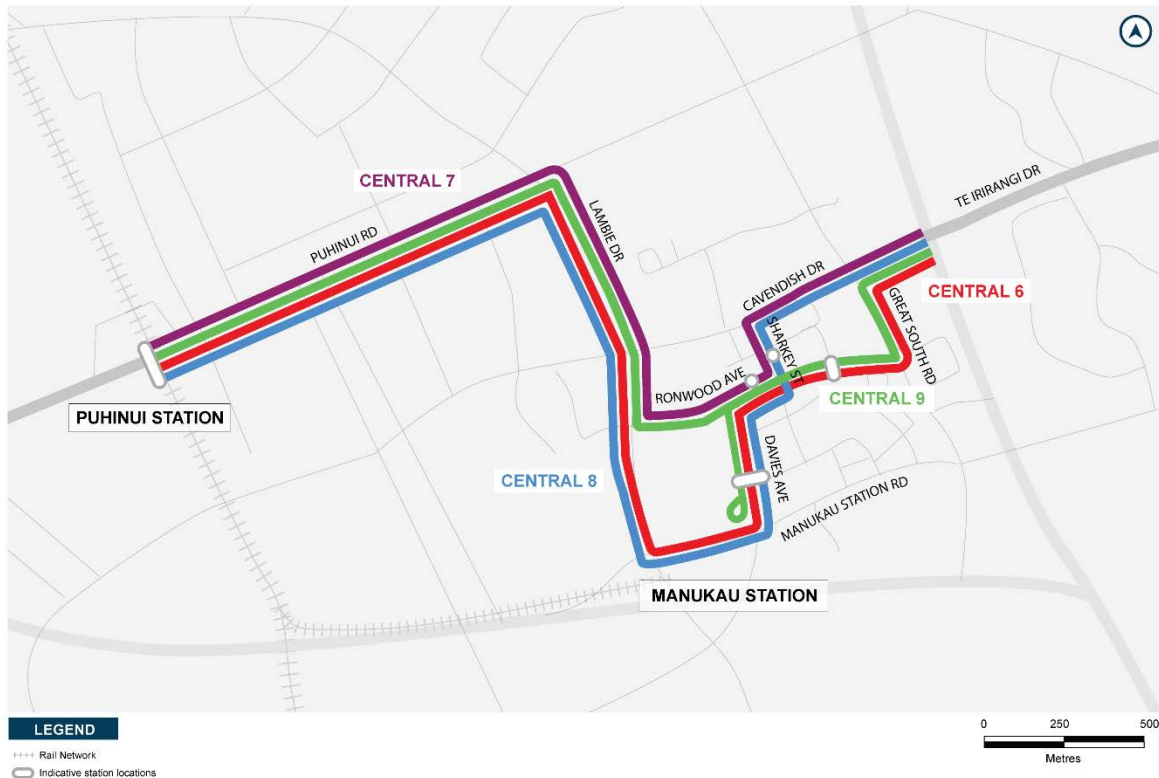 CENTRAL 7
TE IRIRANGI DR
PUHINUI RD
LAMBIE DR
CAVENDISH DR
CENTRAL 6
GREAT SOUTH RD
SHARKEY ST
RONWOOD AVE
CENTRAL 9
PUHINUI STATION
CENTRAL 8
DAVIES AVE
MANUKAU STATION RD
MANUKAU STATION
LEGEND
Rail Network
Indicative station locations
0 250 500
Metres